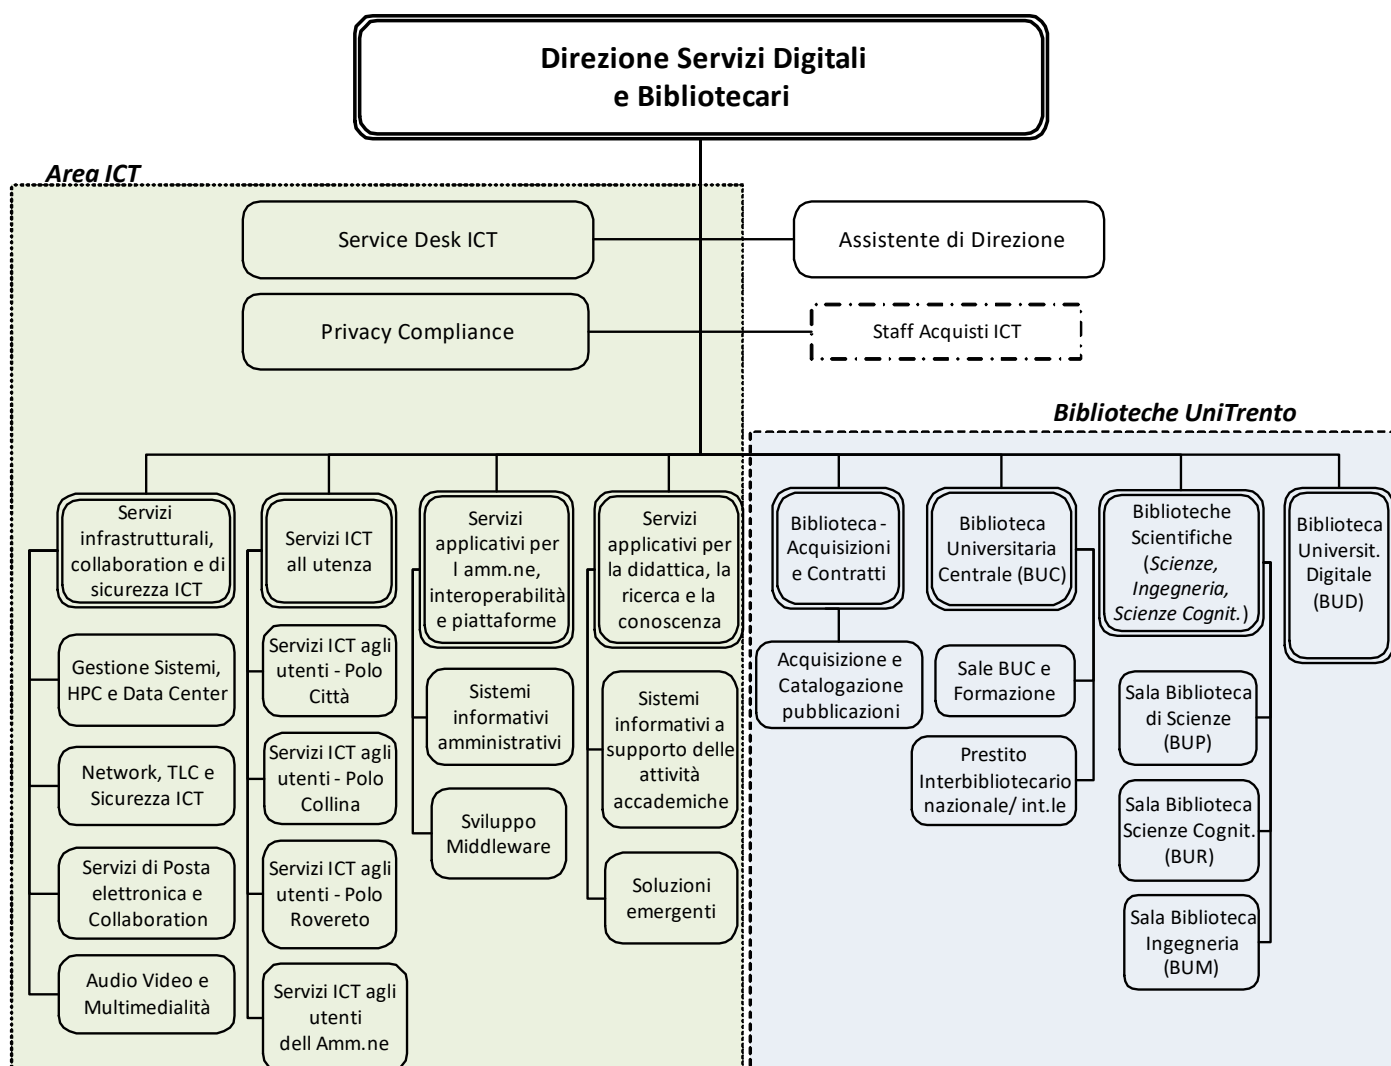 Direzione Servizi Digitali
e Bibliotecari
Area ICT
Service Desk ICT
Assistente di Direzione
Privacy Compliance
Staff Acquisti ICT
Biblioteche UniTrento
Servizi
infrastrutturali,
collaboration e di
sicurezza ICT
Gestione Sistemi,
HPC e Data Center
Network, TLC e
Sicurezza ICT
Servizi di Posta
elettronica e
Collaboration
Audio Video e
Multimedialità
Servizi ICT
all utenza
Servizi ICT agli
utenti - Polo
Città
Servizi ICT agli
utenti - Polo
Collina
Servizi ICT agli
utenti - Polo
Rovereto
Servizi ICT agli
utenti
dell Amm.ne
Servizi
applicativi per
l amm.ne,
interoperabilità
e piattaforme
Sistemi
informativi
amministrativi
Sviluppo
Middleware
Servizi
applicativi per
la didattica, la
ricerca e la
conoscenza
Sistemi
informativi a
supporto delle
attività
accademiche
Soluzioni
emergenti
Biblioteca -
Acquisizioni
e Contratti
Acquisizione e
Catalogazione
pubblicazioni
Biblioteca
Universitaria
Centrale (BUC)
Sale BUC e
Formazione
Prestito
Interbibliotecario
nazionale/ int.le
Biblioteche
Scientifiche
(Scienze,
Ingegneria,
Scienze Cognit.)
Sala Biblioteca
di Scienze
(BUP)
Sala Biblioteca
Scienze Cognit.
(BUR)
Sala Biblioteca
Ingegneria
(BUM)
Biblioteca
Universit.
Digitale
(BUD)